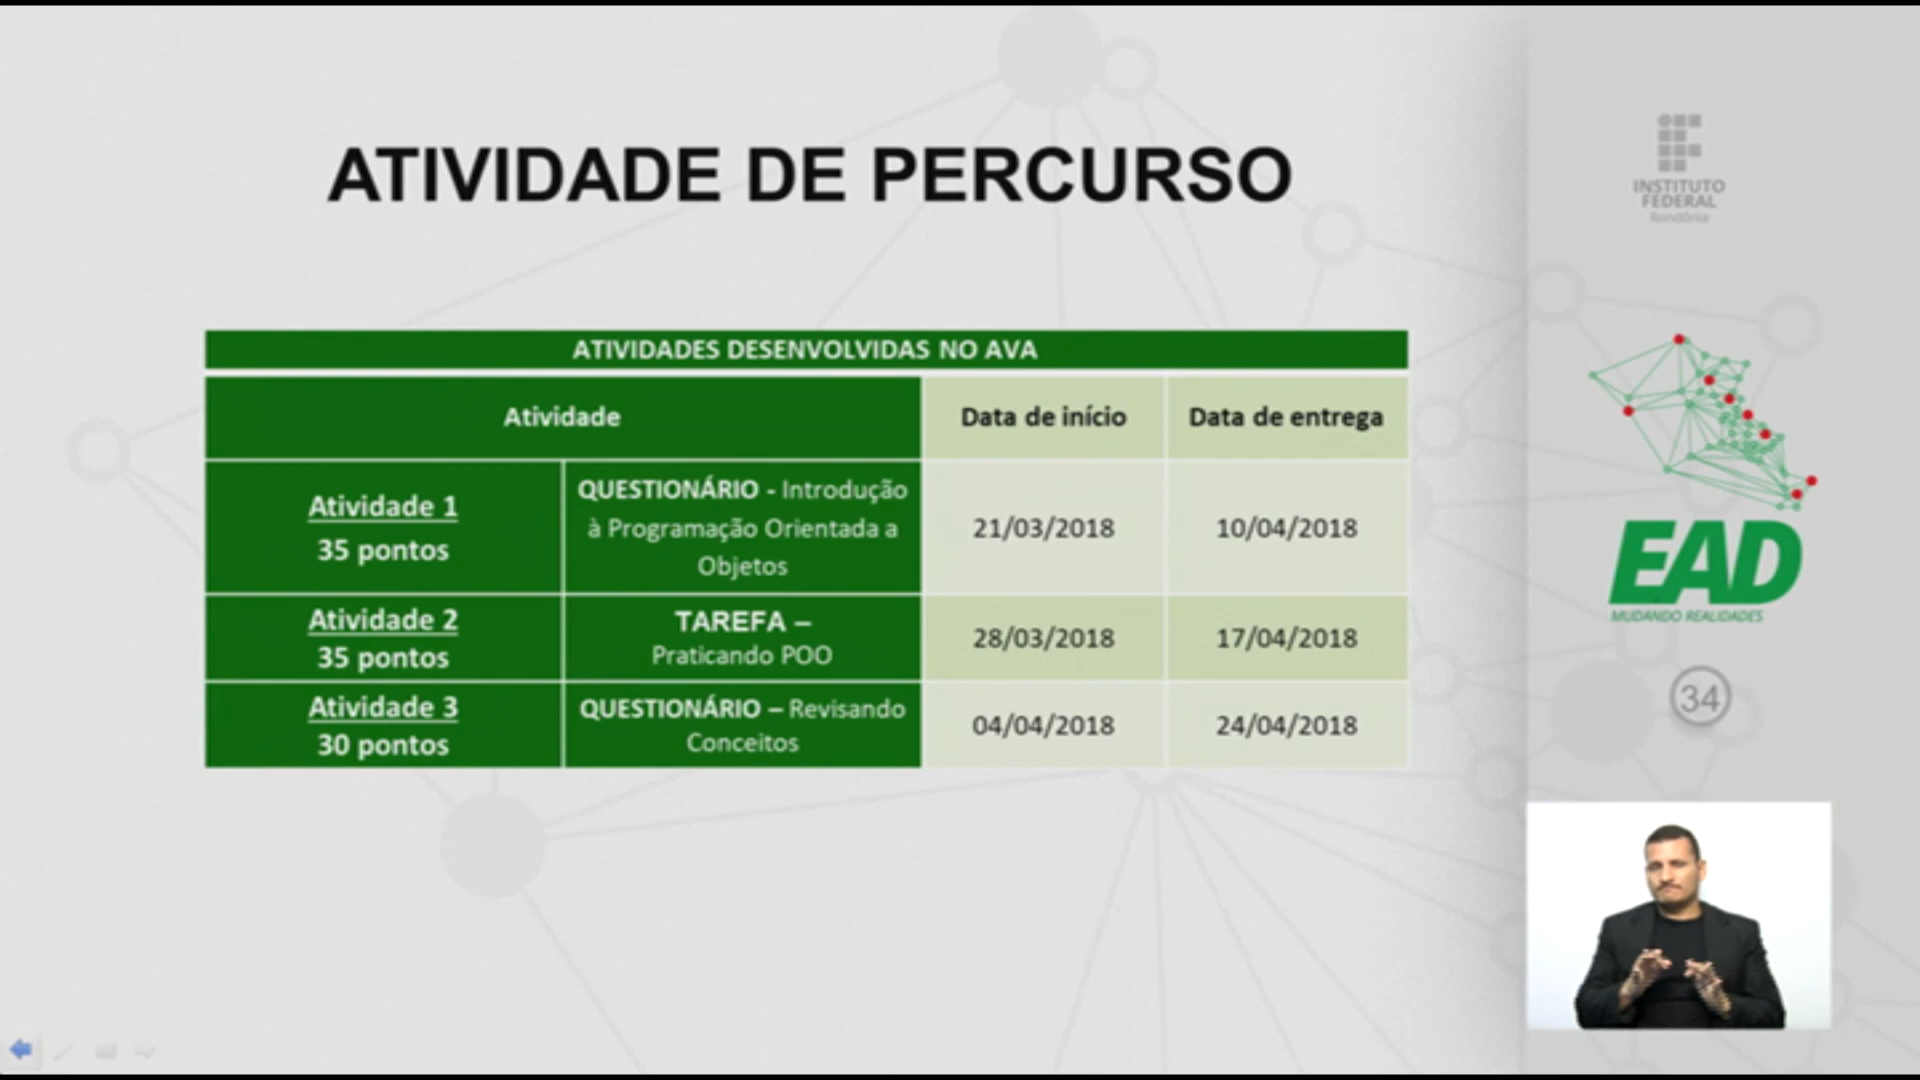 ATIVIDADE DE PERCURSO
INSTITUTO
FEDERAL
Rondônia
ATIVIDADES DESENVOLVIDAS NO AVA
Atividade
Data de início
Data de entrega
Atividade 1
35 pontos
QUESTIONÁRIO - Introdução
à Programação Orientada a
Objetos
21/03/2018
10/04/2018
Atividade 2
35 pontos
TAREFA –
Praticando POO
28/03/2018
17/04/2018
Atividade 3
30 pontos
QUESTIONÁRIO – Revisando
Conceitos
04/04/2018
24/04/2018
EAD
MUDANDO REALIDADES
34